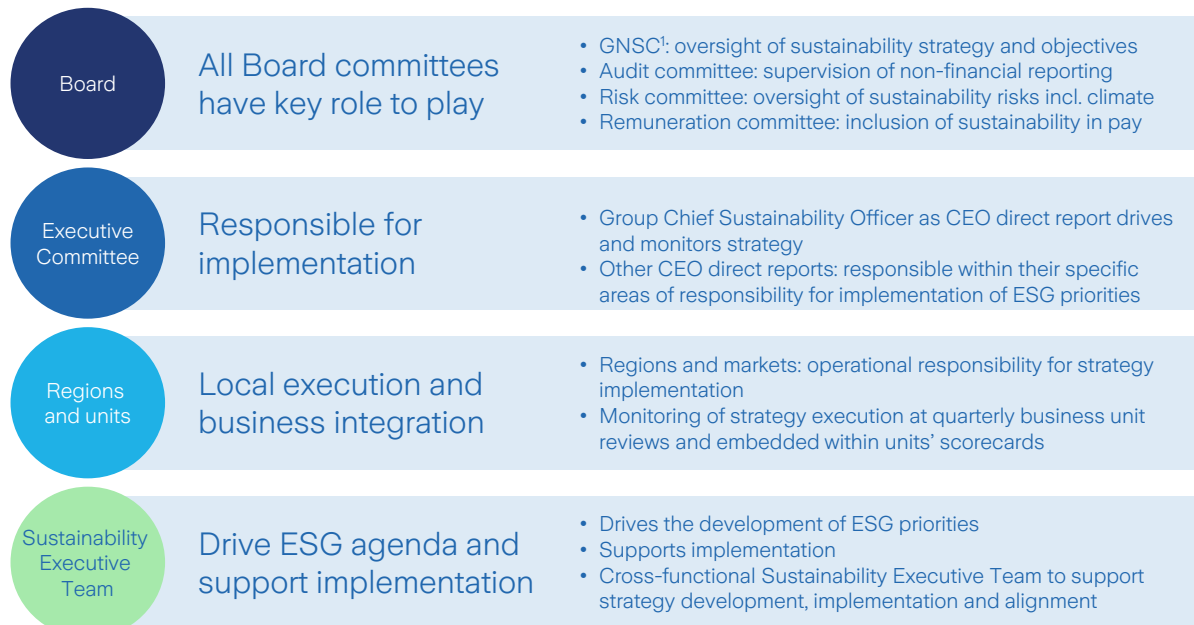 Board
All Board committees
have key role to play
• GNSC¹: oversight of sustainability strategy and objectives
• Audit committee: supervision of non-financial reporting
• Risk committee: oversight of sustainability risks incl. climate
• Remuneration committee: inclusion of sustainability in pay
Executive
Committee
Responsible for
implementation
• Group Chief Sustainability Officer as CEO direct report drives
and monitors strategy
• Other CEO direct reports: responsible within their specific
areas of responsibility for implementation of ESG priorities
Regions
and units
Local execution and
business integration
• Regions and markets: operational responsibility for strategy
implementation
• Monitoring of strategy execution at quarterly business unit
reviews and embedded within units’ scorecards
Sustainability
Executive
Team
Drive ESG agenda and
support implementation
• Drives the development of ESG priorities
• Supports implementation
• Cross-functional Sustainability Executive Team to support
strategy development, implementation and alignment